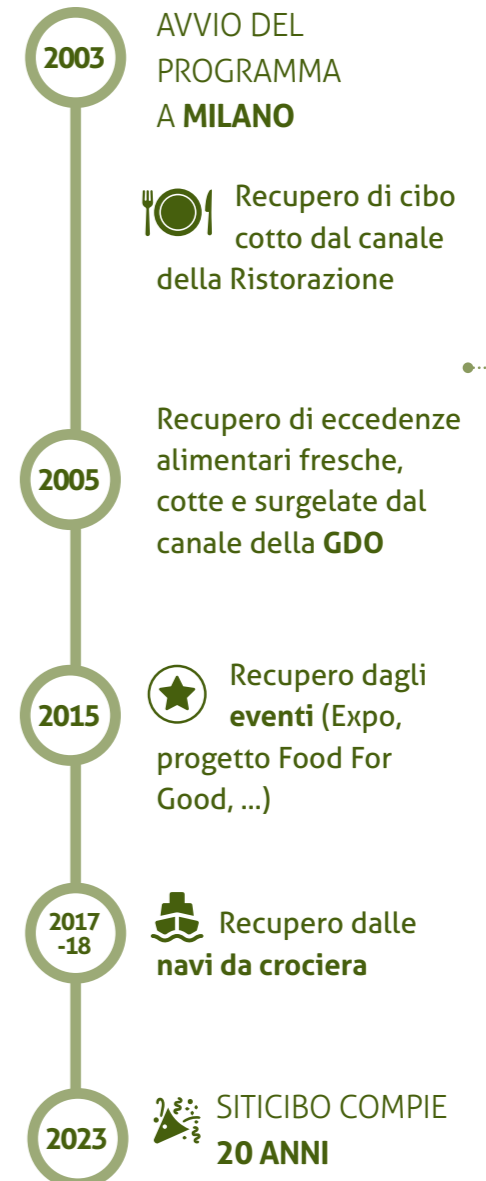 2003
AVVIO DEL
PROGRAMMA
A MILANO
Recupero di cibo
cotto dal canale
della Ristorazione
2005
Recupero di eccedenze
alimentari fresche,
cotte e surgelate dal
canale della GDO
2015
Recupero dagli
eventi (Expo,
progetto Food For
Good, ...)
2017
-18
Recupero dalle
navi da crociera
2023
SITICIBO COMPIE
20 ANNI